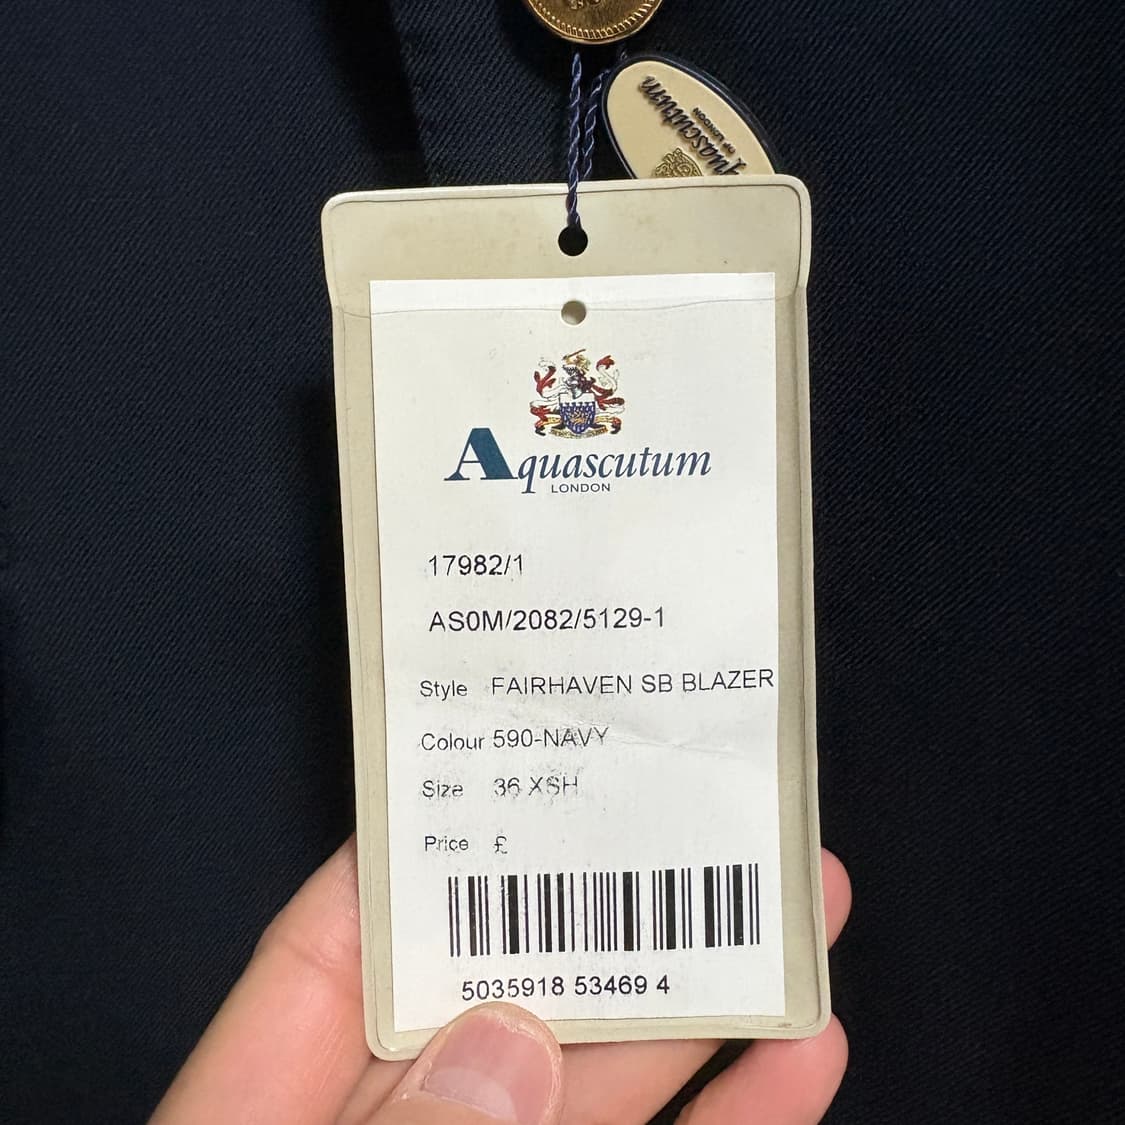 Aquascutum
OF LONDON
Aquascutum
LONDON
17982/1
AS0M/2082/5129-1
Style FAIRHAVEN SB BLAZER
Colour 590-NAVY
Size 36 XSH
Price £
5035918 53469 4